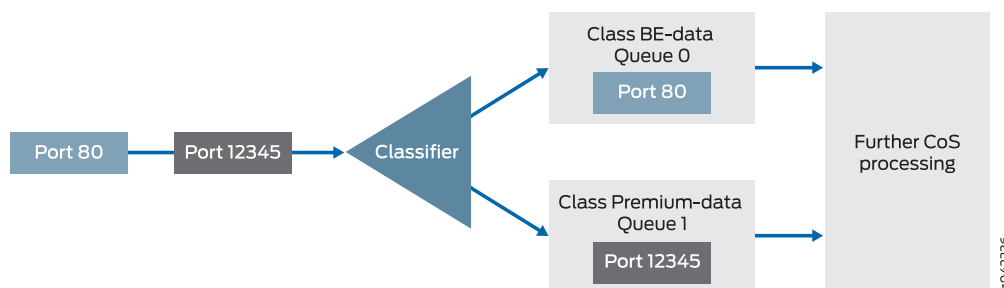 Port 80
Port 12345
Classifier
Class BE-data
Queue 0
Port 80
Class Premium-data
Queue 1
Port 12345
Further CoS
processing